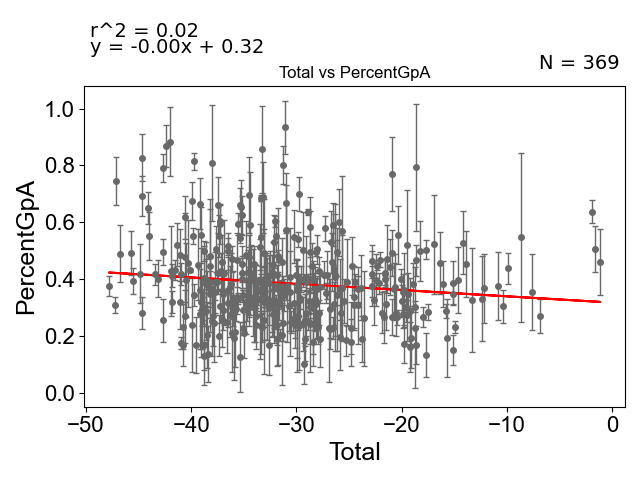 r^2 = 0.02
y = -0.00x + 0.32
N = 369
Total vs PercentGpA
PercentGpA
1.0
0.8
0.6
0.4
0.2
0.0
−50 −40 −30 −20 −10 0
Total